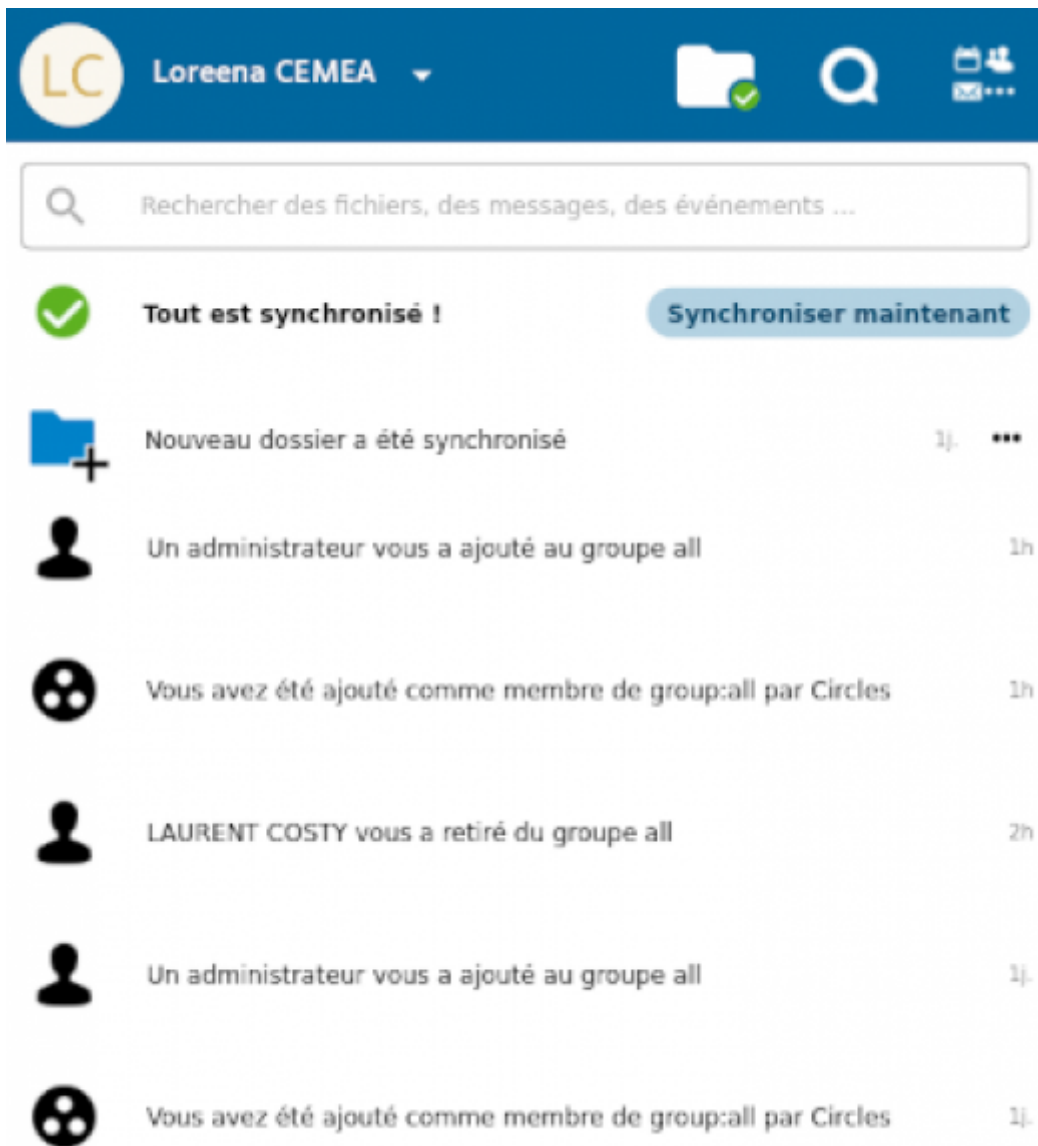 LC Loreena CEMEA
Rechercher des fichiers, des messages, des événements ...
Tout est synchronisé ! Synchroniser maintenant
Nouveau dossier a été synchronisé 1j.
Un administrateur vous a ajouté au groupe all 1h
Vous avez été ajouté comme membre de group:all par Circles 1h
LAURENT COSTY vous a retiré du groupe all 2h
Un administrateur vous a ajouté au groupe all 1j.
Vous avez été ajouté comme membre de group:all par Circles 1j.